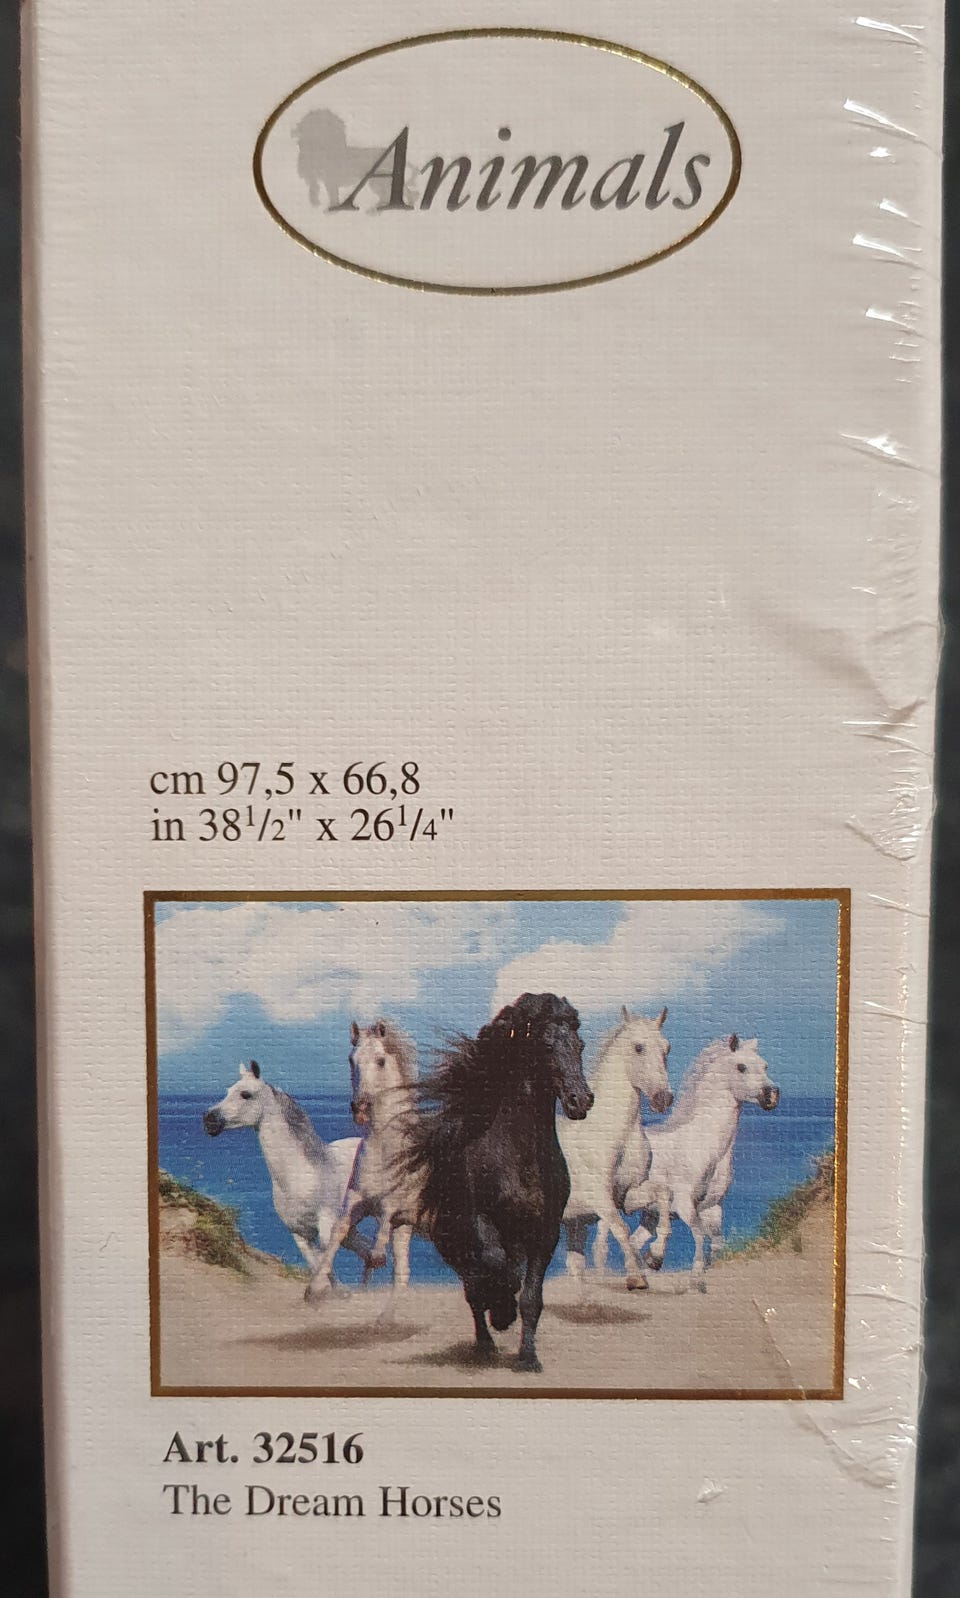 Animals
cm 97,5 x 66,8
in 38¹/2" x 26¹/4"
Art. 32516
The Dream Horses